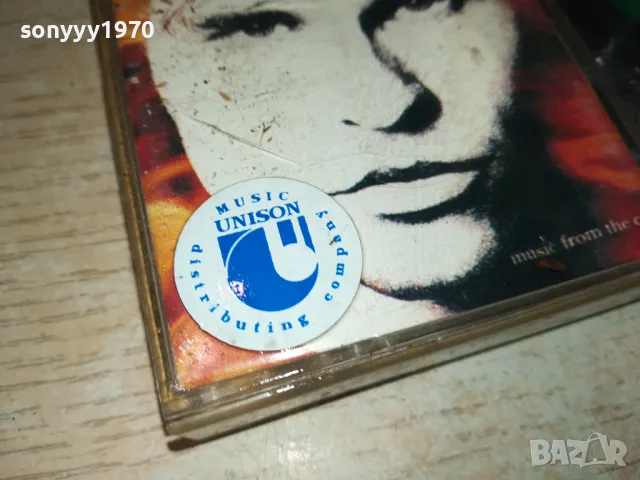 sonyyy1970
MUSIC
UNISON
distributing company
music from the
BAZAR